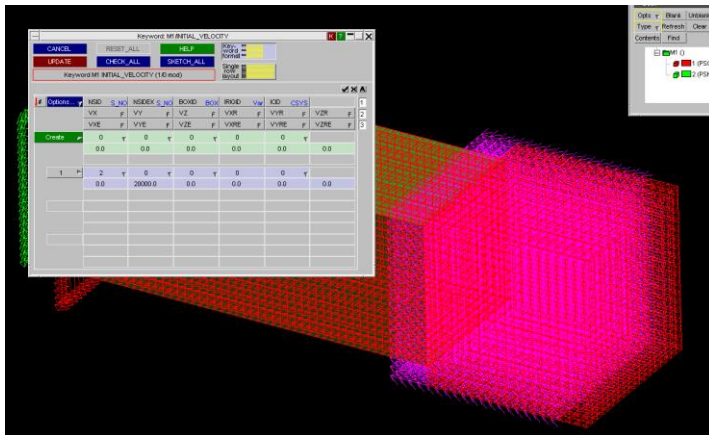 Keyword: M1 INITIAL_VELOCITY
K ? X
CANCEL RESET_ALL HELP Key- word format
UPDATE CHECK_ALL SKETCH_ALL Single row layout
Keyword M1 INITIAL_VELOCITY (1/0 mod)
# Options... NSID S_NO NSIDEX S_NO BOXID BOX IRIGID Var ICID CSYS 1
VX F VY F VZ F VXR F VYR F VZR F 2
VXE F VYE F VZE F VXRE F VYRE F VZRE F 3
Create 0 0 0 0 0
0.0 0.0 0.0 0.0 0.0 0.0
1 2 0 0 0 0
0.0 28000.0 0.0 0.0 0.0 0.0
Opts Blank Unblank
Type Refresh Clear
Contents Find
M1 ()
1 (PSO
2 (PSH